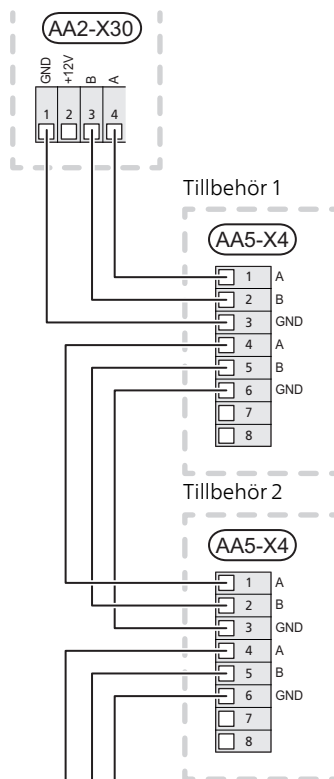 AA2-X30
GND +12V B A
1 2 3 4
Tillbehör 1
AA5-X4
1 A
2 B
3 GND
4 A
5 B
6 GND
7
8
Tillbehör 2
AA5-X4
1 A
2 B
3 GND
4 A
5 B
6 GND
7
8